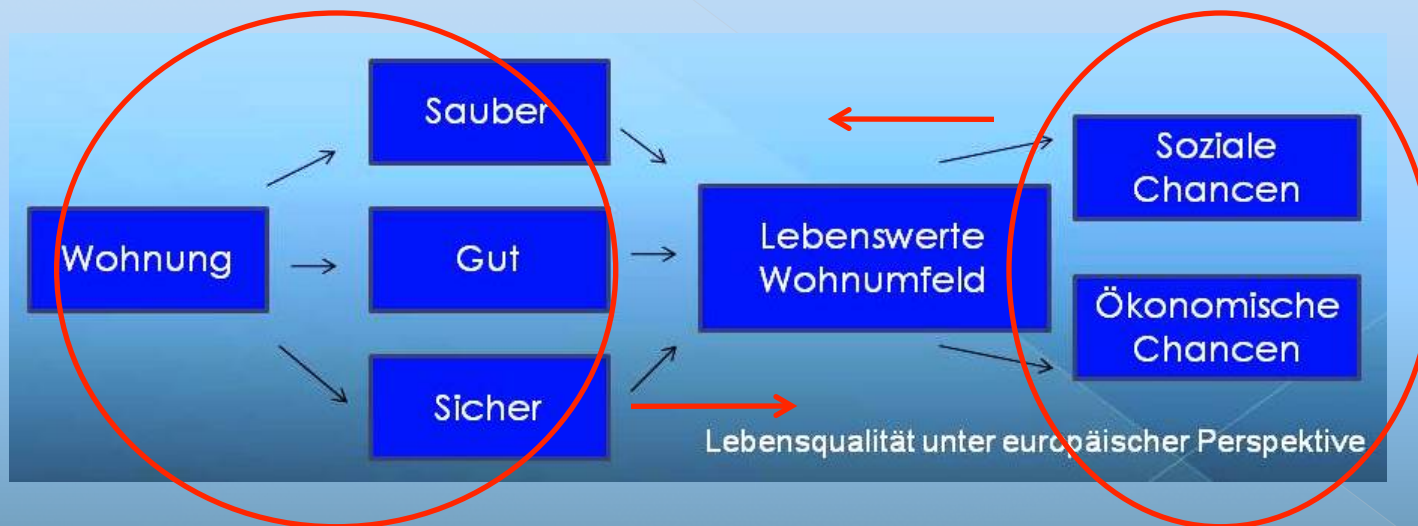 Wohnung
Sauber
Gut
Sicher
Lebenswerte
Wohnumfeld
Soziale
Chancen
Ökonomische
Chancen
Lebensqualität unter europäischer Perspektive